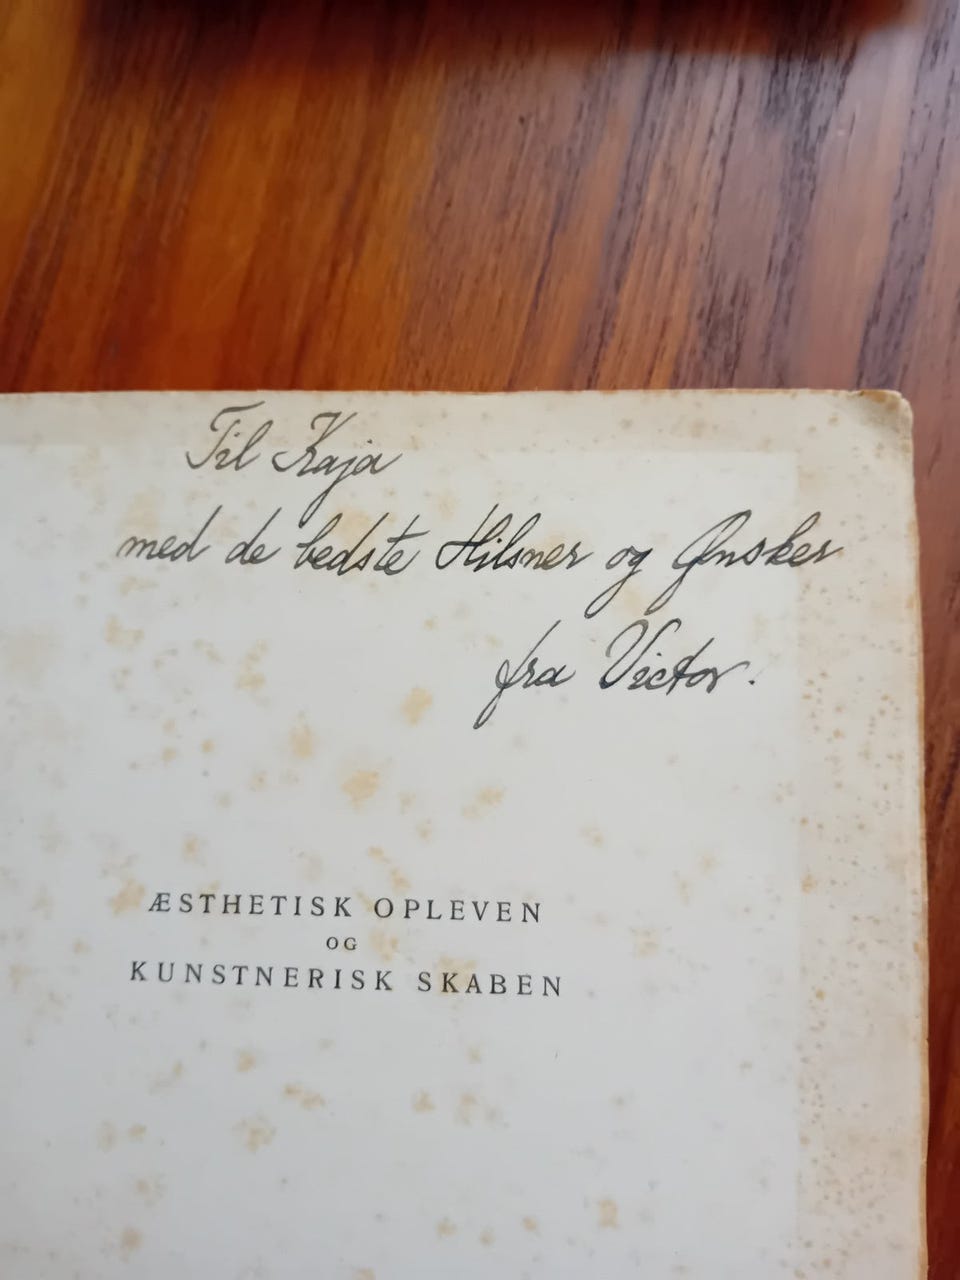 Til Kaja
med de bedste Hilsner og Ønsker
fra Victor.
ÆSTHETISK OPLEVEN
OG
KUNSTNERISK SKABEN